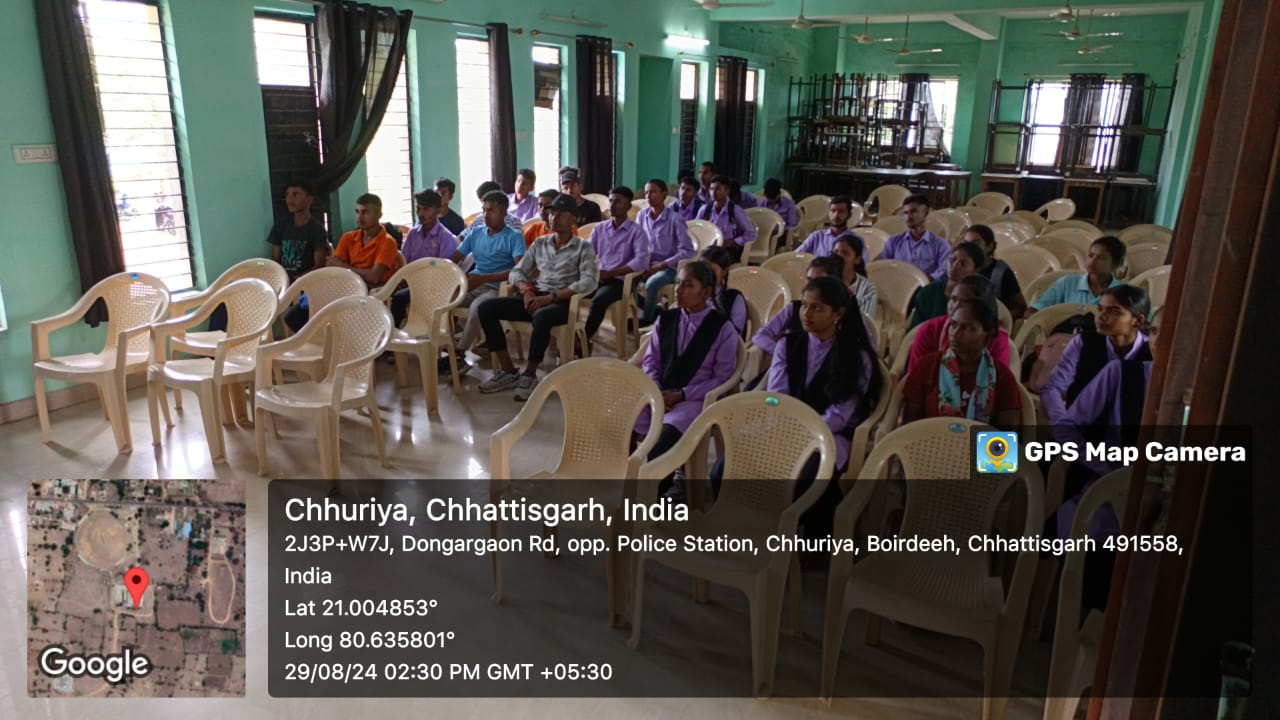 GPS Map Camera
Chhuriya, Chhattisgarh, India
2J3P+W7J, Dongargaon Rd, opp. Police Station, Chhuriya, Boirdeeh, Chhattisgarh 491558,
India
Lat 21.004853°
Long 80.635801°
29/08/24 02:30 PM GMT +05:30
Google